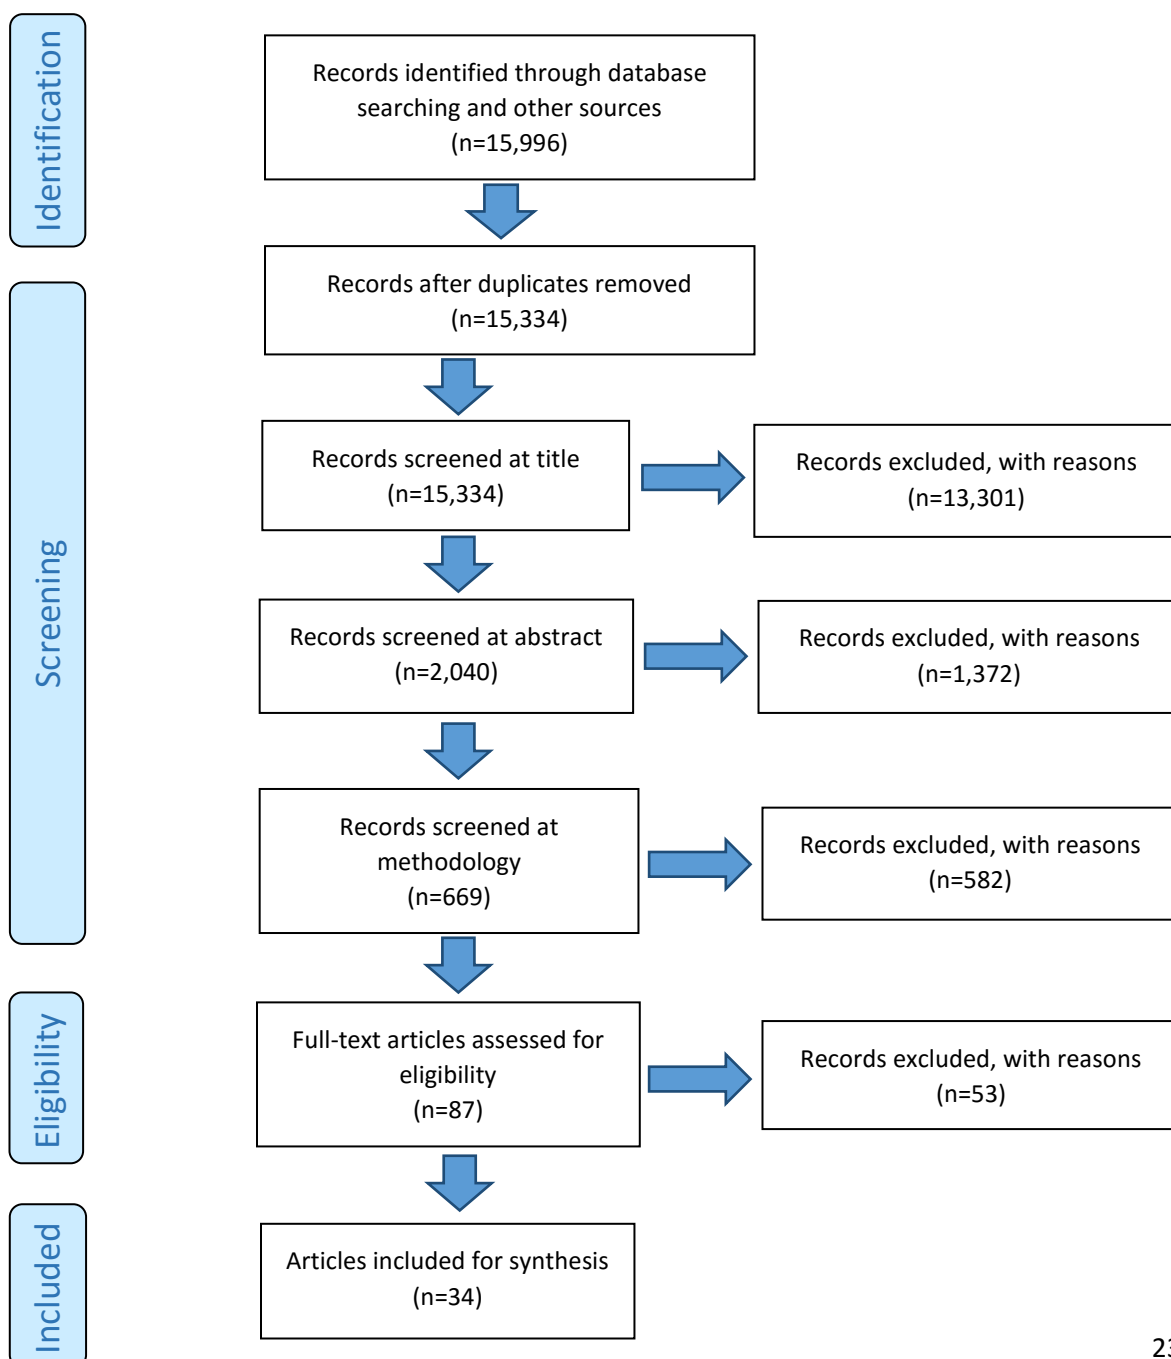 Identification
Records identified through database
searching and other sources
(n=15,996)
Records after duplicates removed
(n=15,334)
Screening
Records screened at title
(n=15,334)
Records excluded, with reasons
(n=13,301)
Records screened at abstract
(n=2,040)
Records excluded, with reasons
(n=1,372)
Records screened at
methodology
(n=669)
Records excluded, with reasons
(n=582)
Eligibility
Full-text articles assessed for
eligibility
(n=87)
Records excluded, with reasons
(n=53)
Included
Articles included for synthesis
(n=34)
23